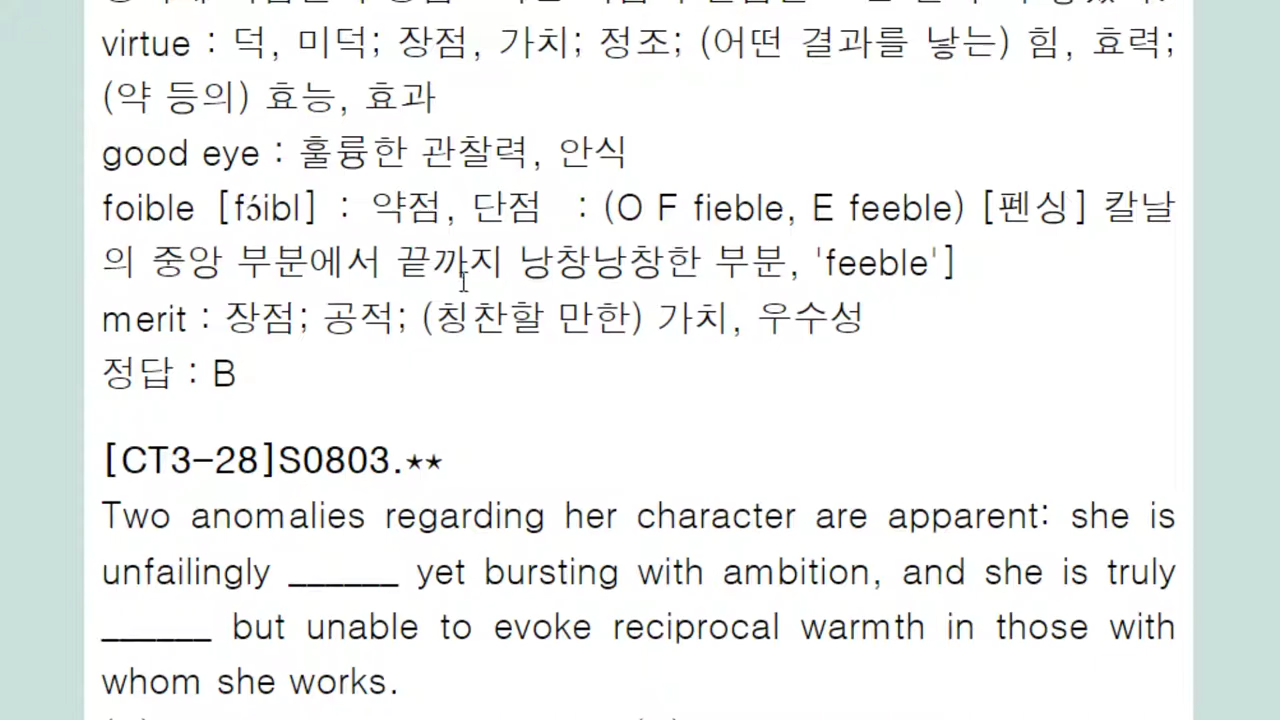 virtue : 덕, 미덕; 장점, 가치; 정조; (어떤 결과를 낳는) 힘, 효력;
(약 등의) 효능, 효과
good eye : 훌륭한 관찰력, 안식
foible [fɔ́ibl] : 약점, 단점 : (O F fieble, E feeble) [펜싱] 칼날
의 중앙 부분에서 끝까지 낭창낭창한 부분, 'feeble']
merit : 장점; 공적; (칭찬할 만한) 가치, 우수성
정답 : B
[CT3-28]S0803.★★
Two anomalies regarding her character are apparent: she is
unfailingly ______ yet bursting with ambition, and she is truly
______ but unable to evoke reciprocal warmth in those with
whom she works.